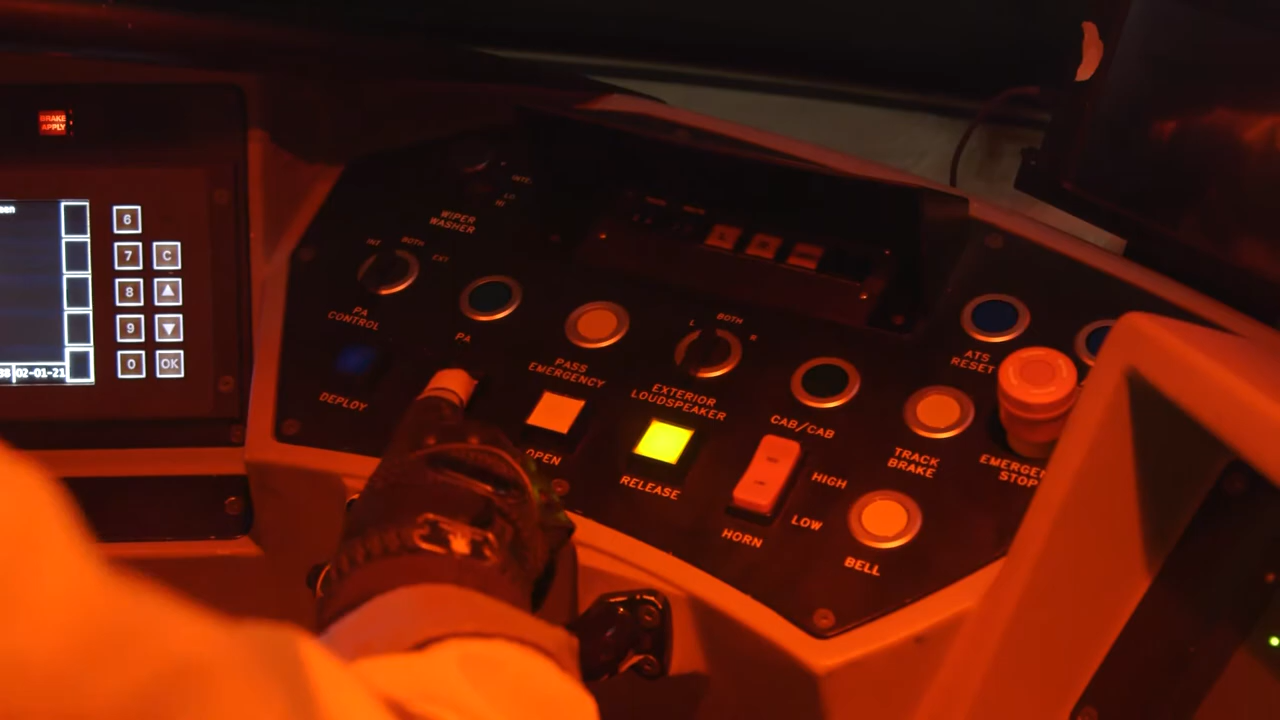 BRAKE
APPLY
6
7
C
8
9
0
OK
02-01-21
INT
BOTH
EXT
PA
CONTROL
WIPER
WASHER
LO
HI
PA
DEPLOY
PASS
EMERGENCY
OPEN
L
BOTH
R
EXTERIOR
LOUDSPEAKER
RELEASE
CAB/CAB
HIGH
LOW
HORN
BELL
ATS
RESET
TRACK
BRAKE
STOP